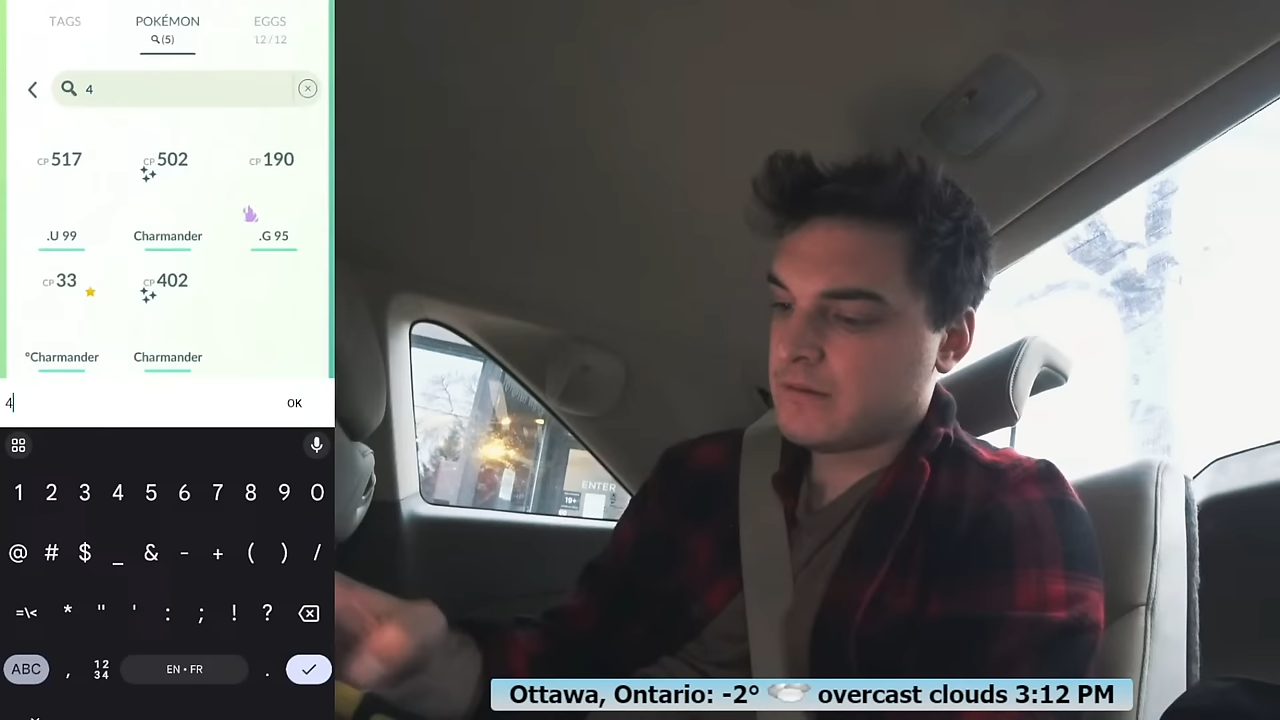 TAGS
POKÉMON
EGGS
(5)
12/12
4
CP 517
CP 502
CP 190
.U 99
Charmander
.G 95
CP 33
CP 402
°Charmander
Charmander
4
OK
1 2 3 4 5 6 7 8 9 0
@ # $ _ & - + ( ) /
=\< * " ' : ; ! ?
ABC , 12 34 EN • FR .
ENTER
19+
Ottawa, Ontario: -2° overcast clouds 3:12 PM